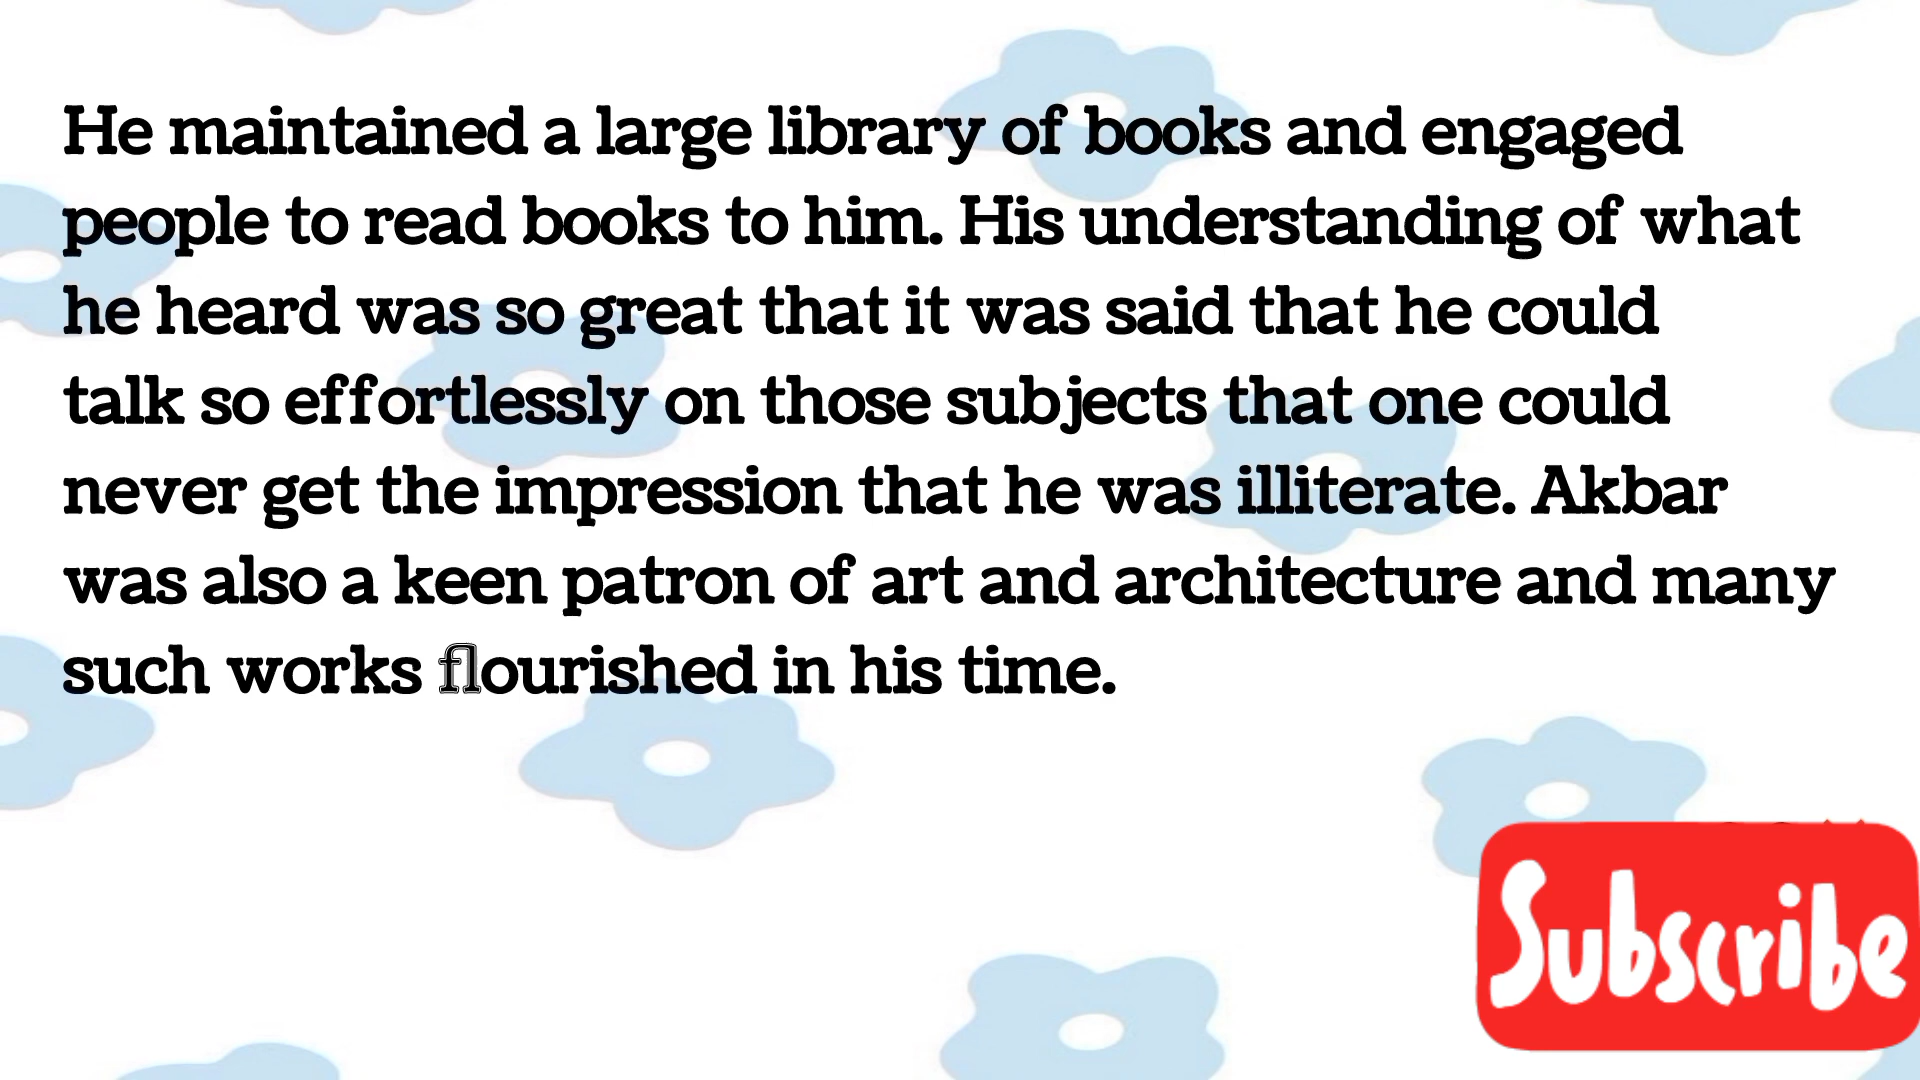 He maintained a large library of books and engaged
people to read books to him. His understanding of what
he heard was so great that it was said that he could
talk so effortlessly on those subjects that one could
never get the impression that he was illiterate. Akbar
was also a keen patron of art and architecture and many
such works flourished in his time.
Subscribe